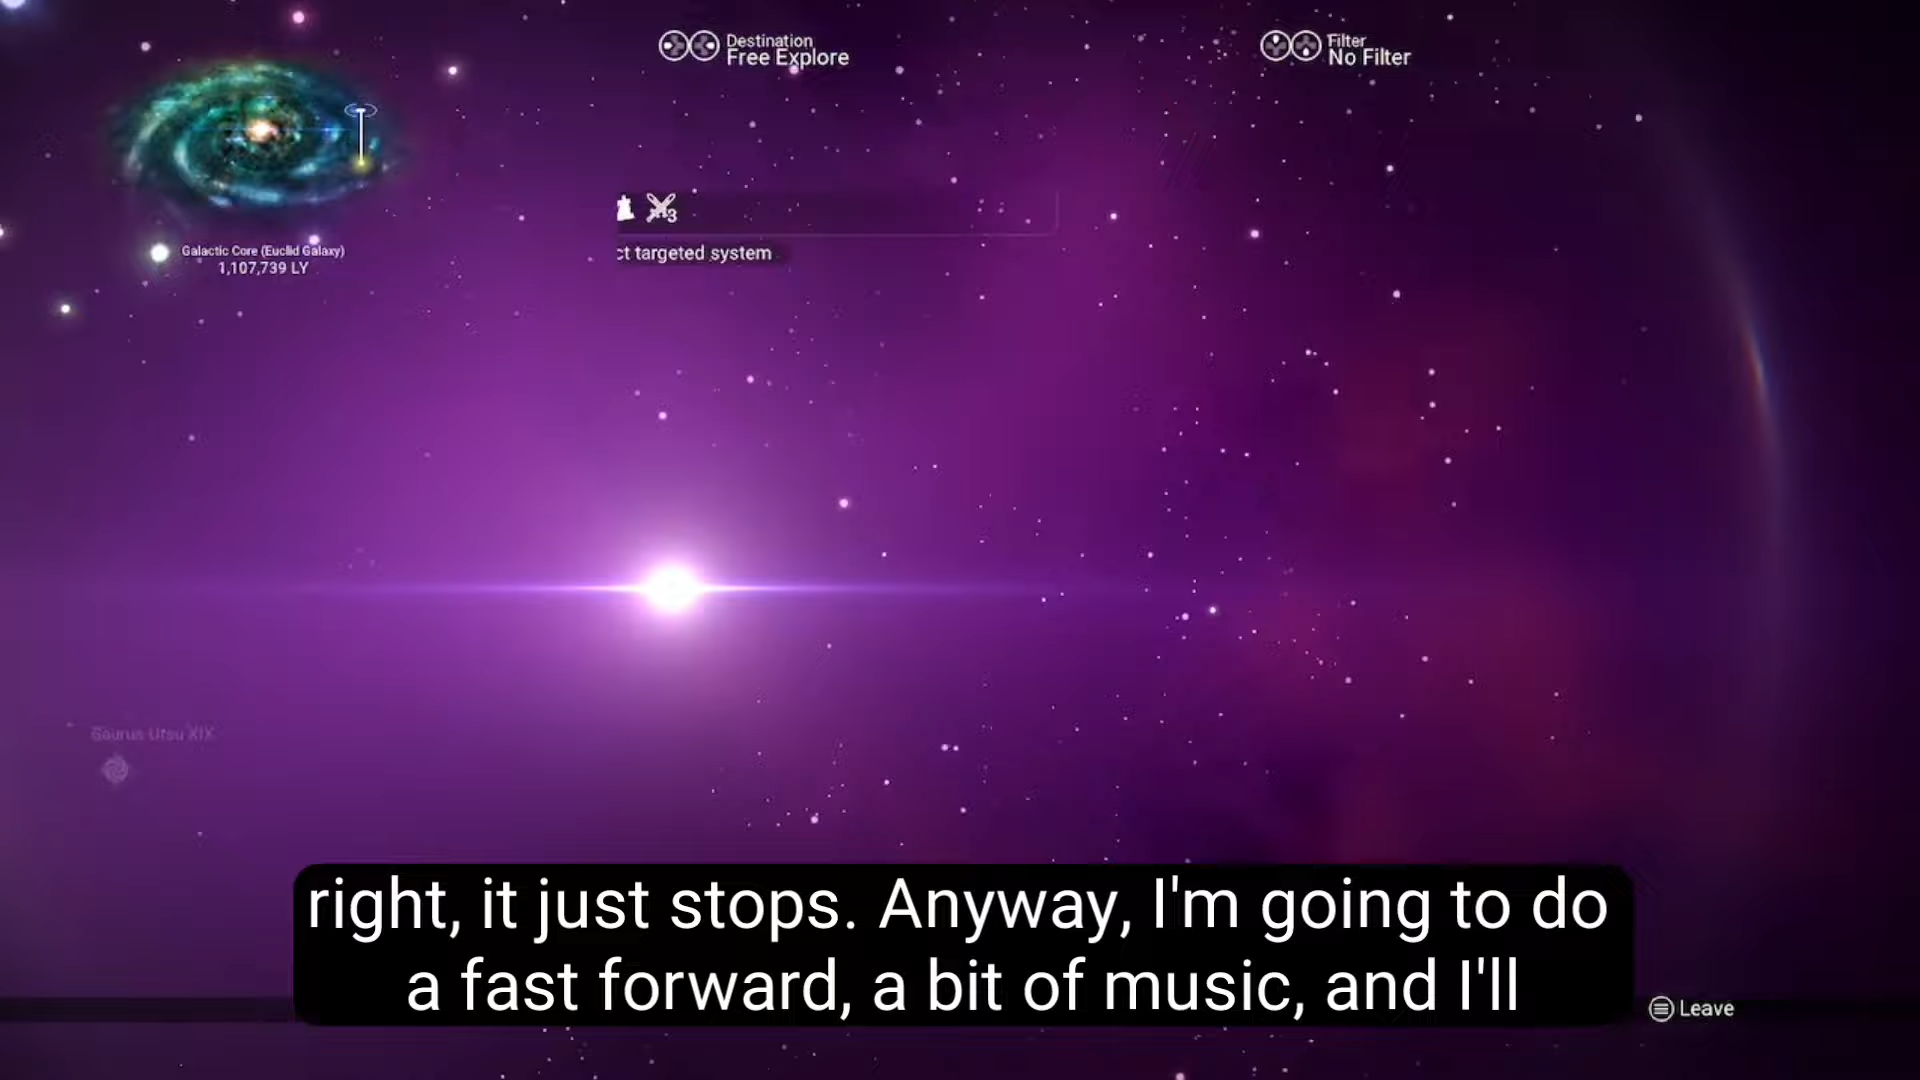 Destination
Free Explore
Filter
No Filter
3
ct targeted system
Galactic Core (Euclid Galaxy)
1,107,739 LY
right, it just stops. Anyway, I'm going to do
a fast forward, a bit of music, and I'll
Leave